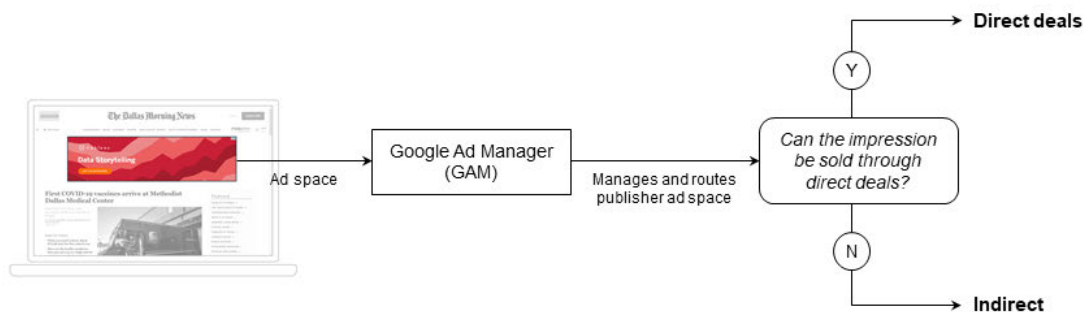 Direct deals
Y
The Dallas Morning News
Data Storytelling
Google Ad Manager
(GAM)
Can the impression
be sold through
direct deals?
Ad space
Manages and routes
publisher ad space
First COVID-19 vaccines arrive at Methodist
Dallas Medical Center
N
Indirect